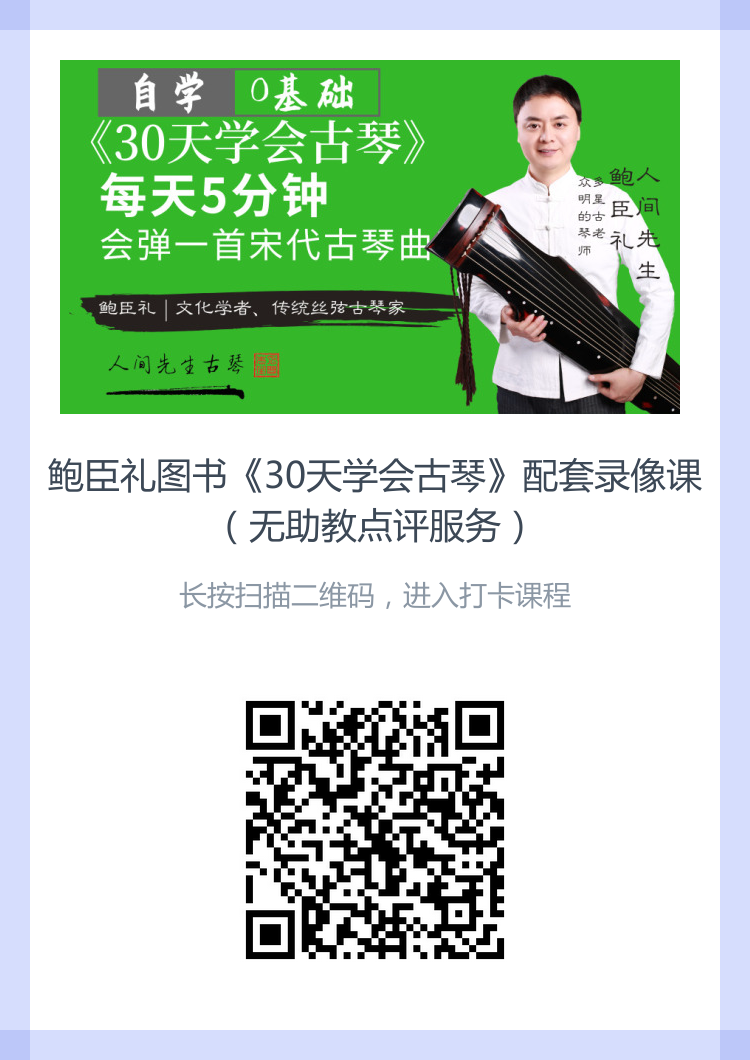 自学 0基础
《30天学会古琴》
每天5分钟
会弹一首宋代古琴曲
鲍臣礼 | 文化学者、传统丝弦古琴家
人间先生古琴
人间先生
鲍臣礼
多星古老
众明的琴师
鲍臣礼图书《30天学会古琴》配套录像课
（无助教点评服务）
长按扫描二维码，进入打卡课程